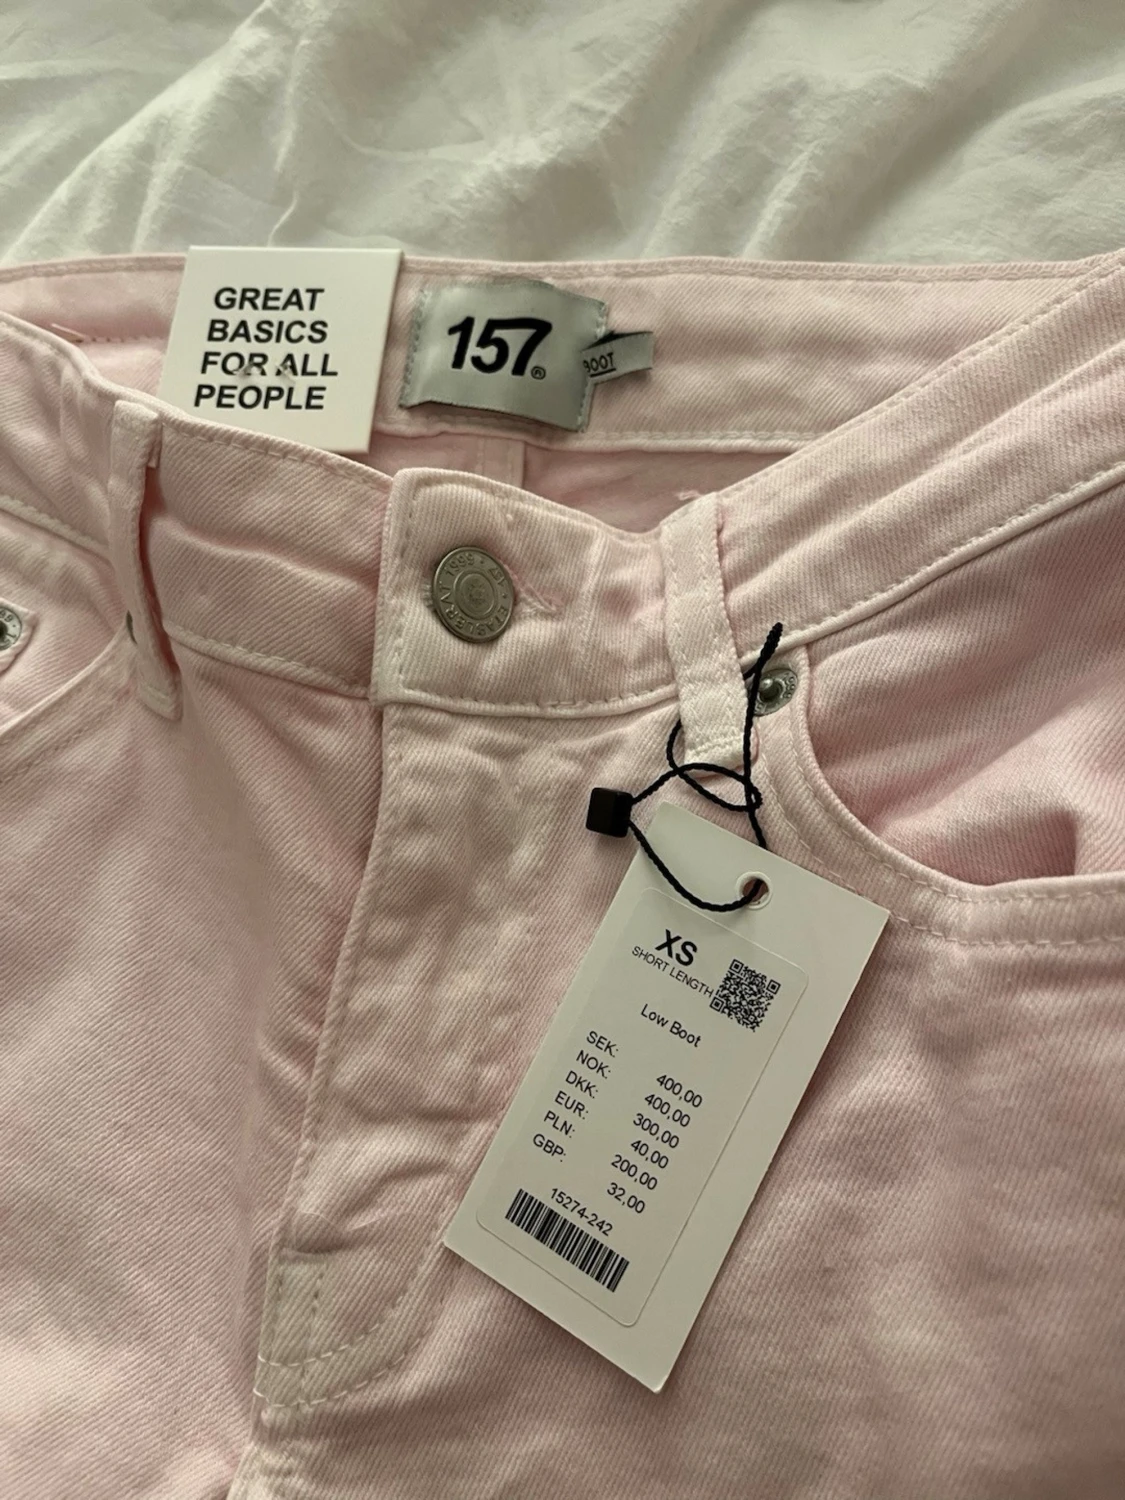 GREAT
BASICS
FOR ALL
PEOPLE
157®
BOOT
XS
SHORT LENGTH
Low Boot
SEK: 400,00
NOK: 400,00
DKK: 300,00
EUR: 40,00
PLN: 200,00
GBP: 32,00
15274-242